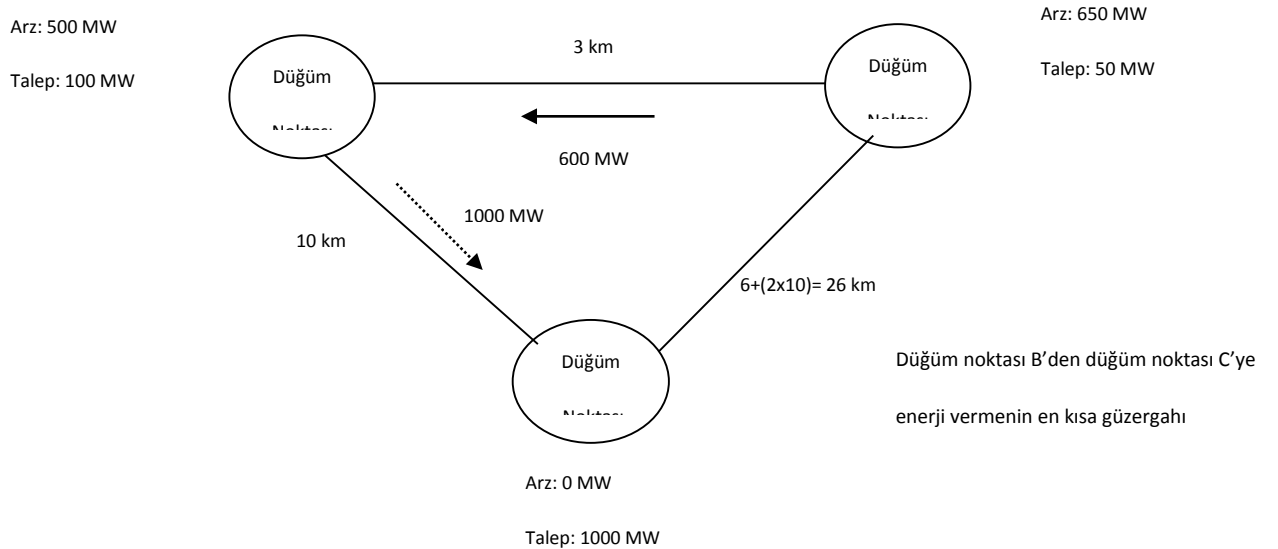 Arz: 500 MW
Talep: 100 MW
Düğüm
3 km
600 MW
Düğüm
Arz: 650 MW
Talep: 50 MW
1000 MW
10 km
6+(2x10)= 26 km
Düğüm
Arz: 0 MW
Talep: 1000 MW
Düğüm noktası B’den düğüm noktası C’ye
enerji vermenin en kısa güzergahı